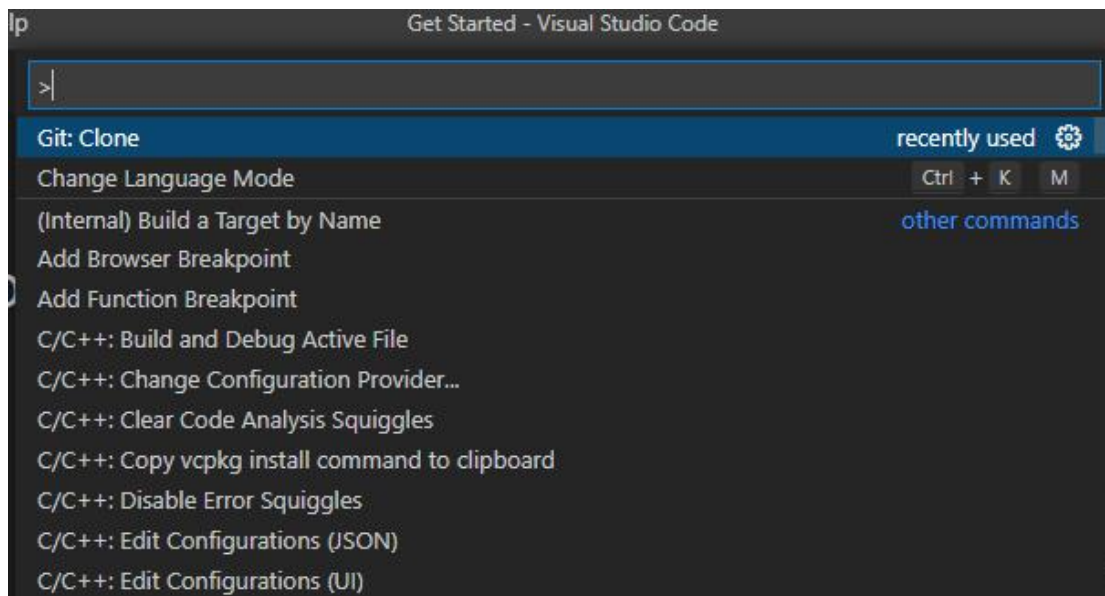 lp
Get Started - Visual Studio Code
>
Git: Clone recently used
Change Language Mode Ctrl + K M
(Internal) Build a Target by Name other commands
Add Browser Breakpoint
Add Function Breakpoint
C/C++: Build and Debug Active File
C/C++: Change Configuration Provider...
C/C++: Clear Code Analysis Squiggles
C/C++: Copy vcpkg install command to clipboard
C/C++: Disable Error Squiggles
C/C++: Edit Configurations (JSON)
C/C++: Edit Configurations (UI)